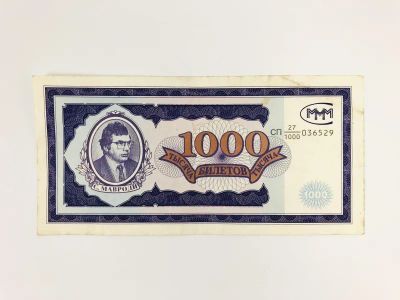 МММ
1000
СП 27/1000 036529
ТЫСЯЧА БИЛЕТОВ ТЫСЯЧА
С. МАВРОДИ
1000